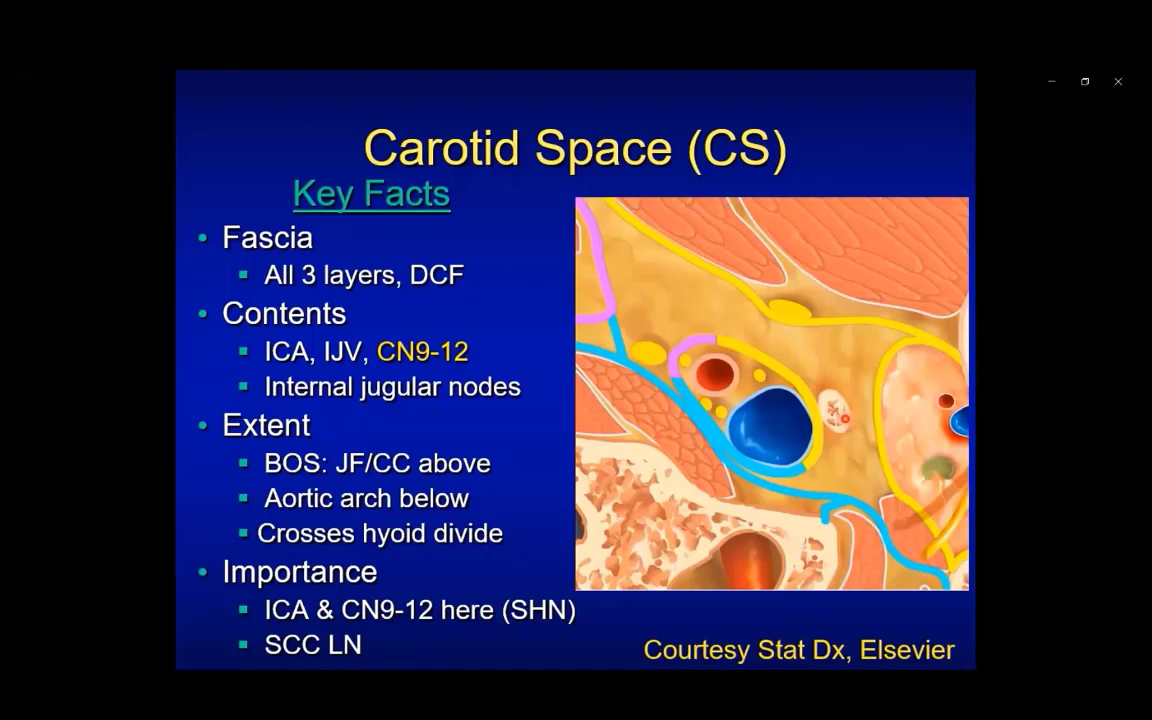 Carotid Space (CS)
Key Facts
• Fascia
▪ All 3 layers, DCF
• Contents
▪ ICA, IJV, CN9-12
▪ Internal jugular nodes
• Extent
▪ BOS: JF/CC above
▪ Aortic arch below
▪ Crosses hyoid divide
• Importance
▪ ICA & CN9-12 here (SHN)
▪ SCC LN
Courtesy Stat Dx, Elsevier